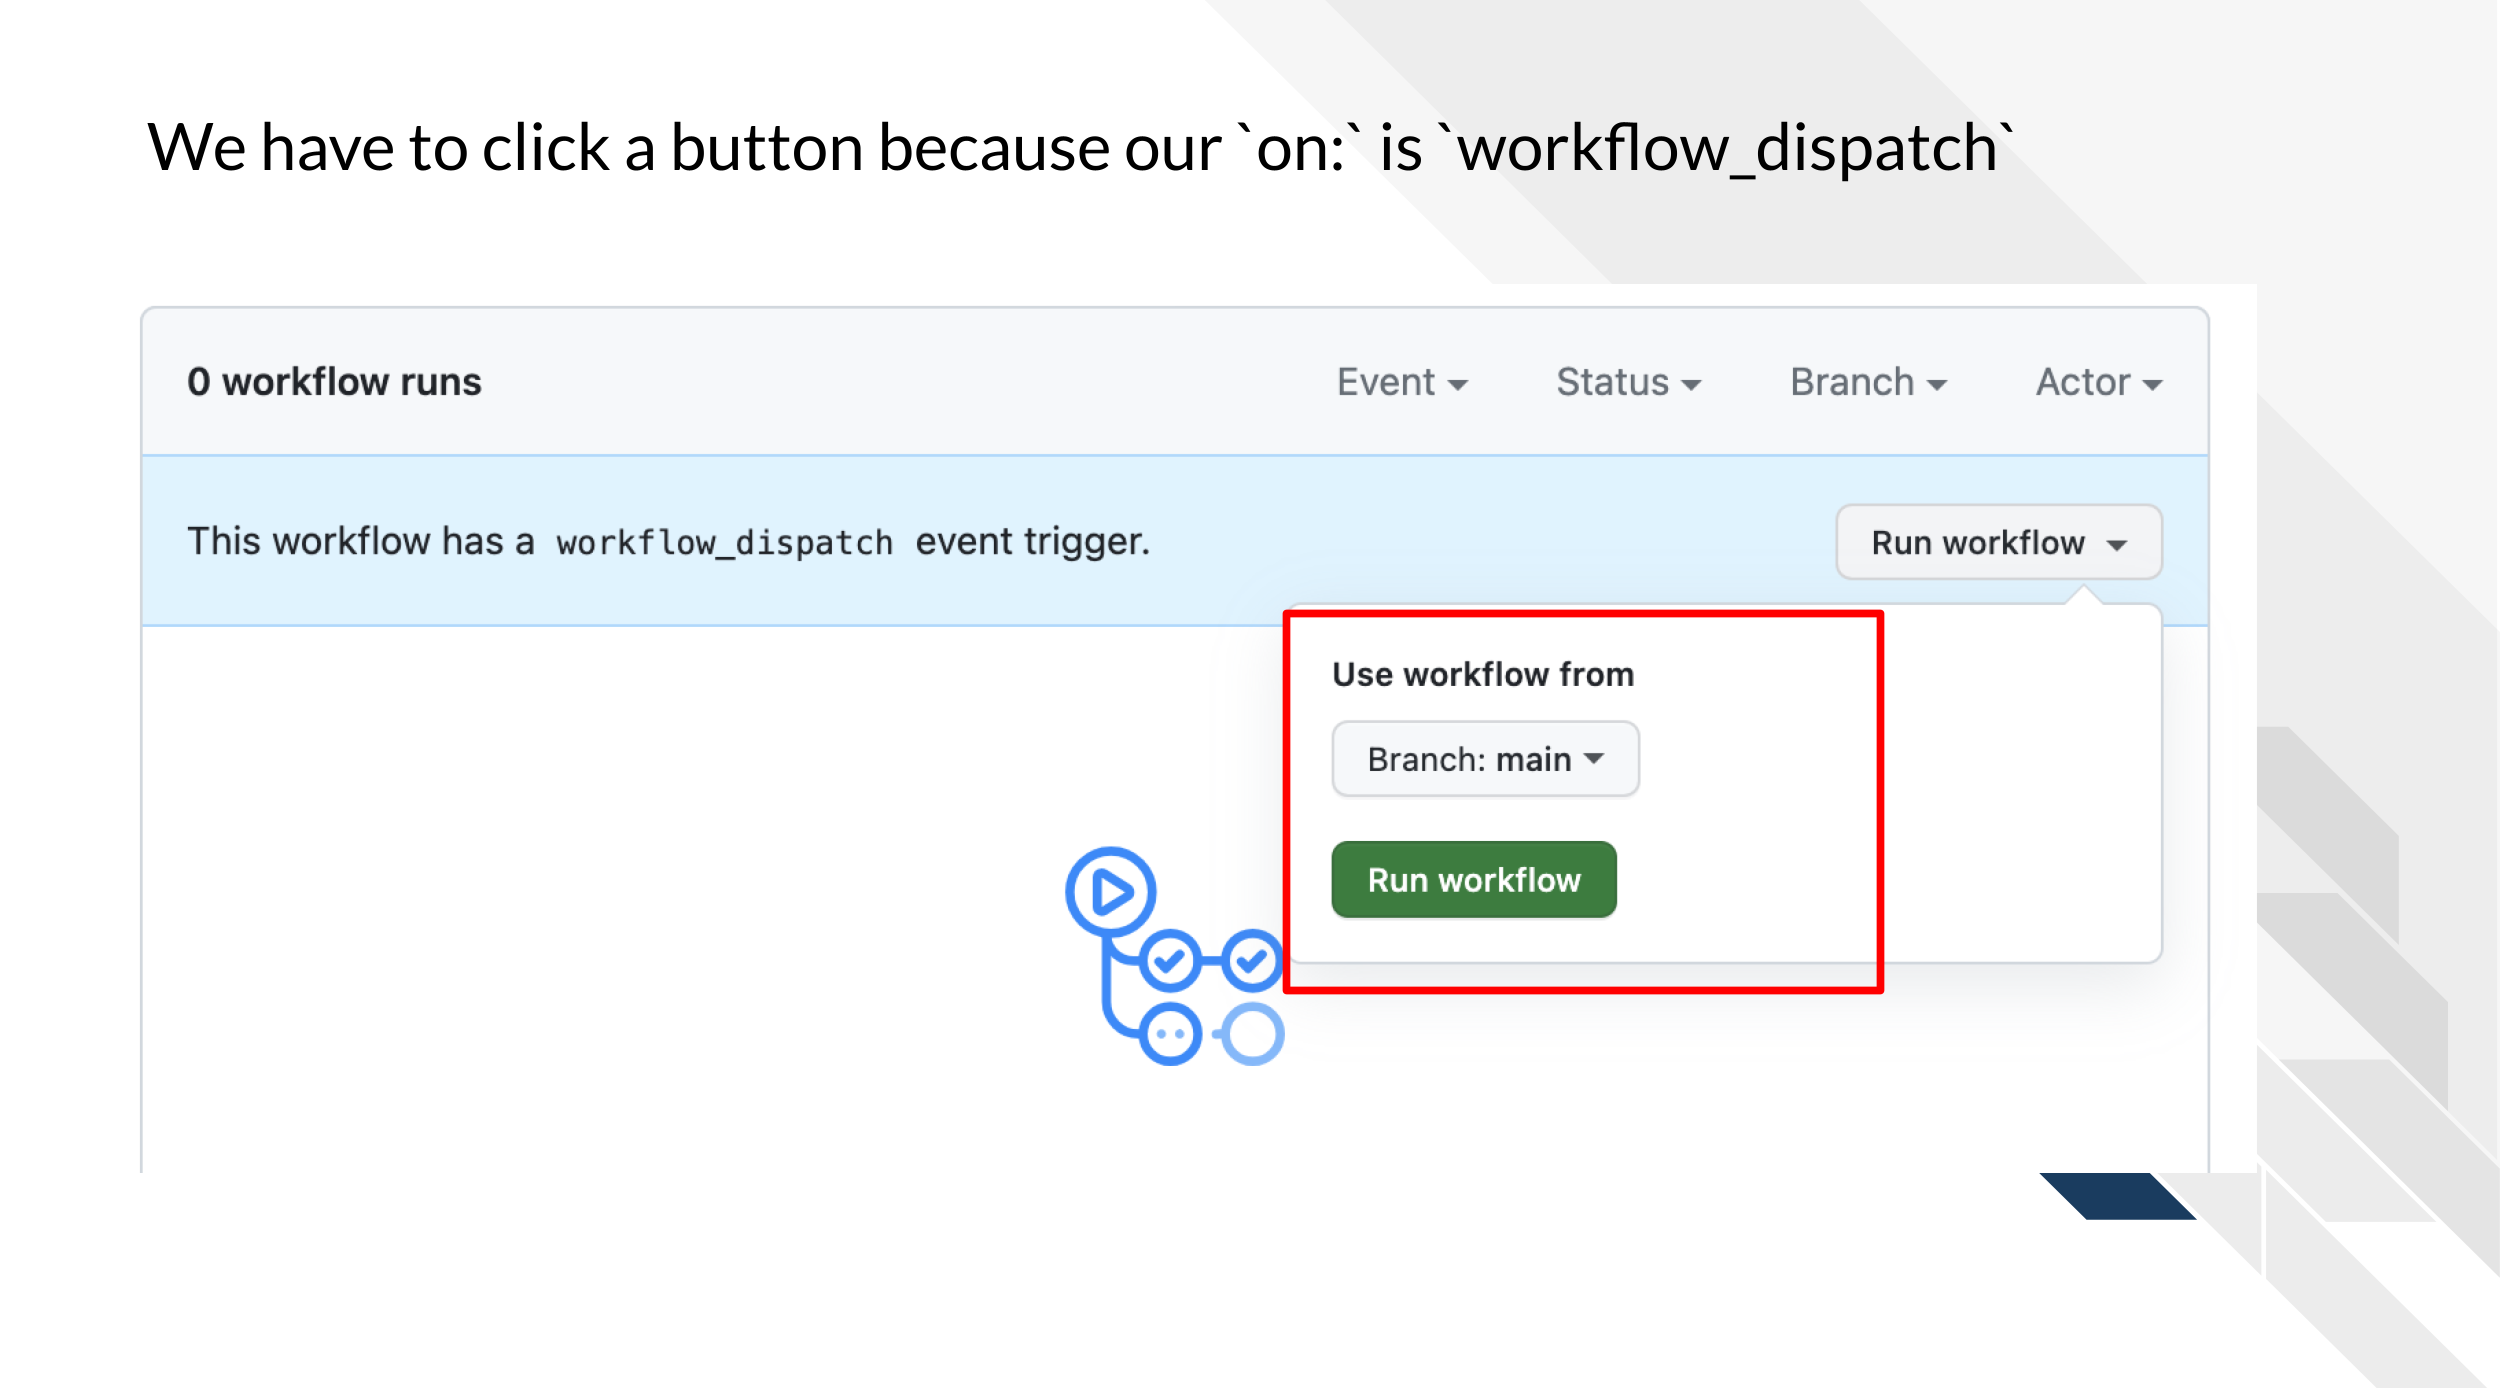 We have to click a button because our `on:` is `workflow_dispatch`
0 workflow runs
Event
Status
Branch
Actor
This workflow has a workflow_dispatch event trigger.
Run workflow
Use workflow from
Branch: main
Run workflow